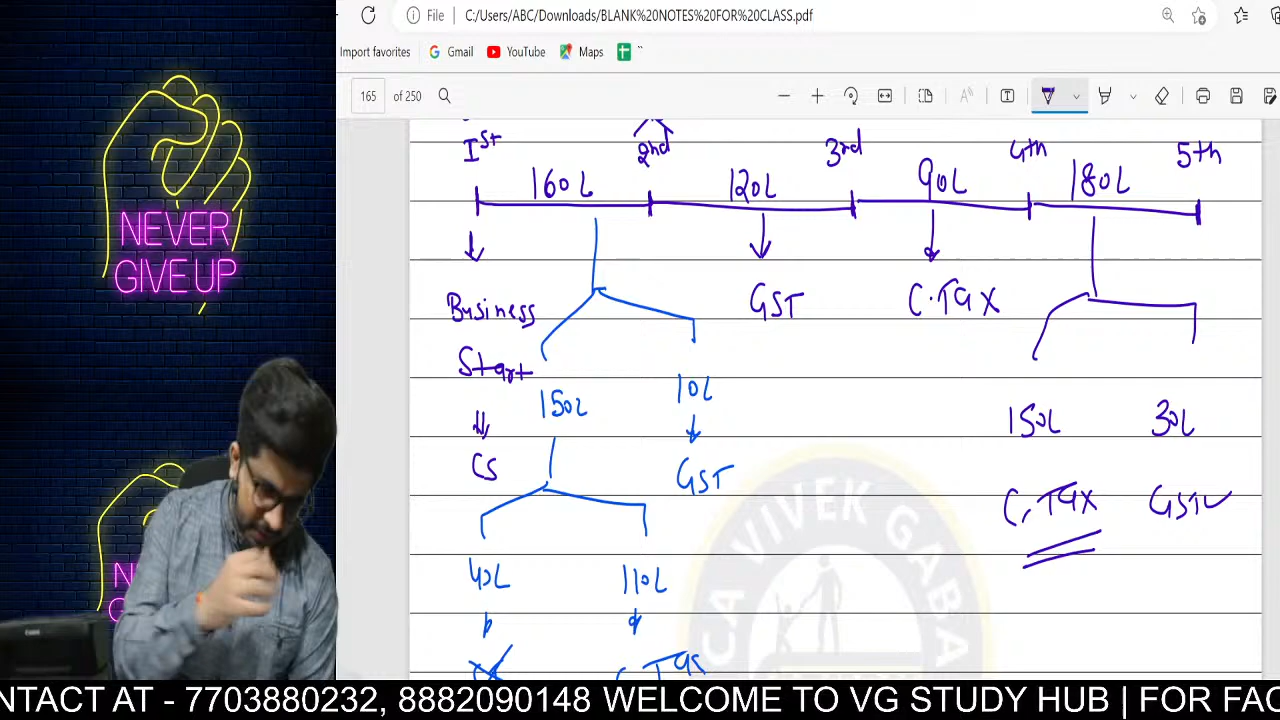 File C:/Users/ABC/Downloads/BLANK%20NOTES%20FOR%20CLASS.pdf
Import favorites Gmail YouTube Maps
165 of 250
Ist 2nd 3rd 4th 5th
160L 120L 90L 180L
Business GST C.Tax
Start
150L 10L 150L 30L
CS GST C.Tax GST
40L 110L
NEVER
GIVE UP
NTACT AT - 7703880232, 8882090148 WELCOME TO VG STUDY HUB | FOR FAC